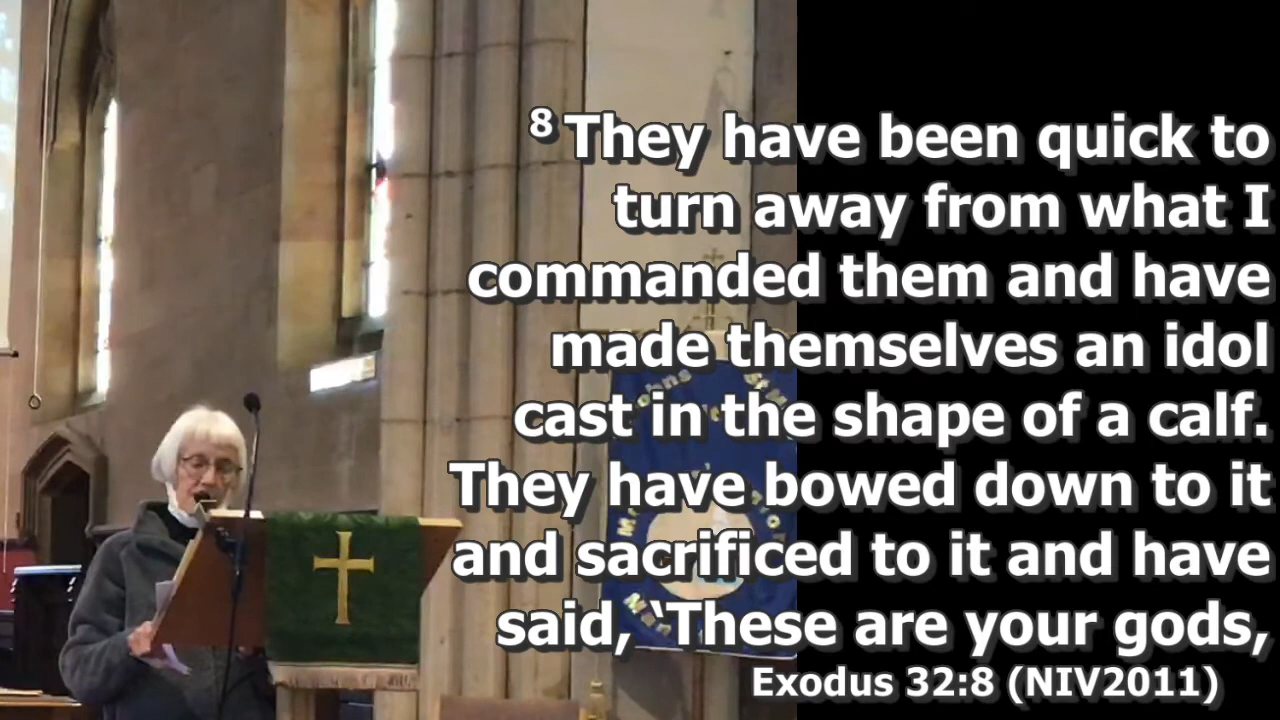 8 They have been quick to
turn away from what I
commanded them and have
made themselves an idol
cast in the shape of a calf.
They have bowed down to it
and sacrificed to it and have
said, ‘These are your gods,
Exodus 32:8 (NIV2011)